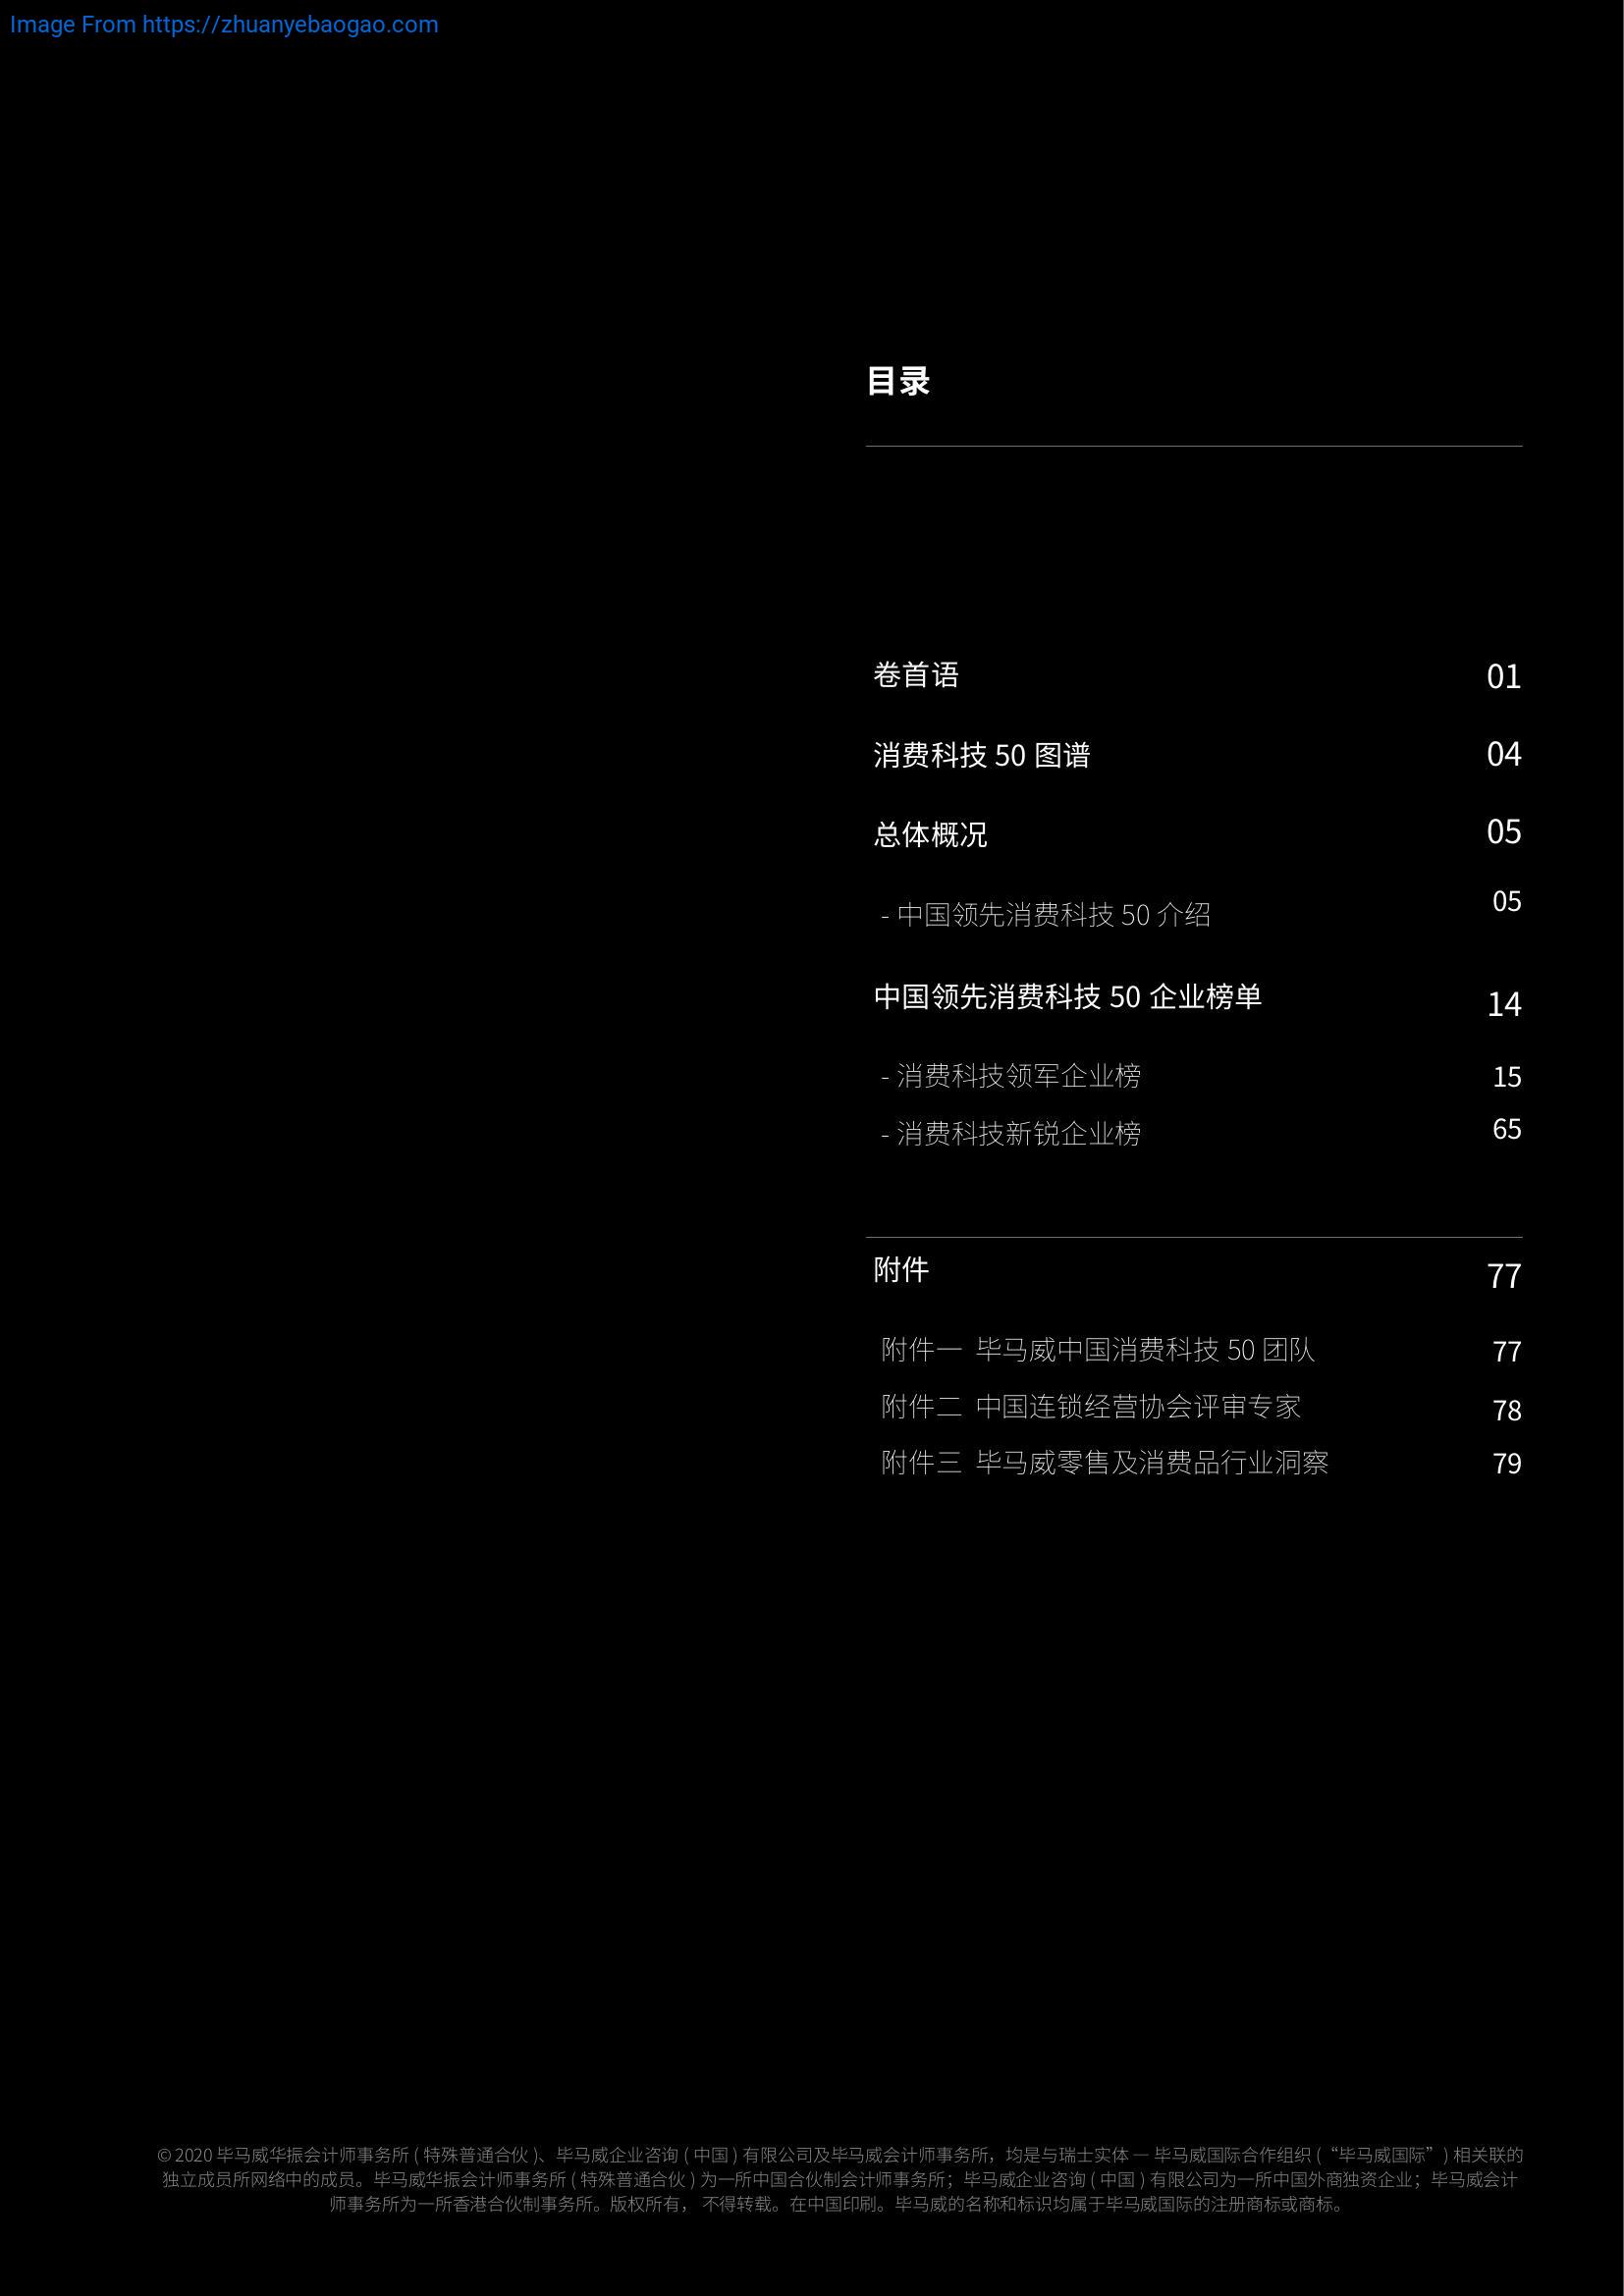 Image From https://zhuanyebaogao.com
目录
卷首语 01
消费科技 50 图谱 04
总体概况 05
- 中国领先消费科技 50 介绍 05
中国领先消费科技 50 企业榜单 14
- 消费科技领军企业榜 15
- 消费科技新锐企业榜 65
附件 77
附件一 毕马威中国消费科技 50 团队 77
附件二 中国连锁经营协会评审专家 78
附件三 毕马威零售及消费品行业洞察 79
© 2020 毕马威华振会计师事务所 ( 特殊普通合伙 )、毕马威企业咨询 ( 中国 ) 有限公司及毕马威会计师事务所，均是与瑞士实体 — 毕马威国际合作组织 (“毕马威国际”) 相关联的
独立成员所网络中的成员。毕马威华振会计师事务所 ( 特殊普通合伙 ) 为一所中国合伙制会计师事务所；毕马威企业咨询 ( 中国 ) 有限公司为一所中国外商独资企业；毕马威会计
师事务所为一所香港合伙制事务所。版权所有， 不得转载。在中国印刷。毕马威的名称和标识均属于毕马威国际的注册商标或商标。